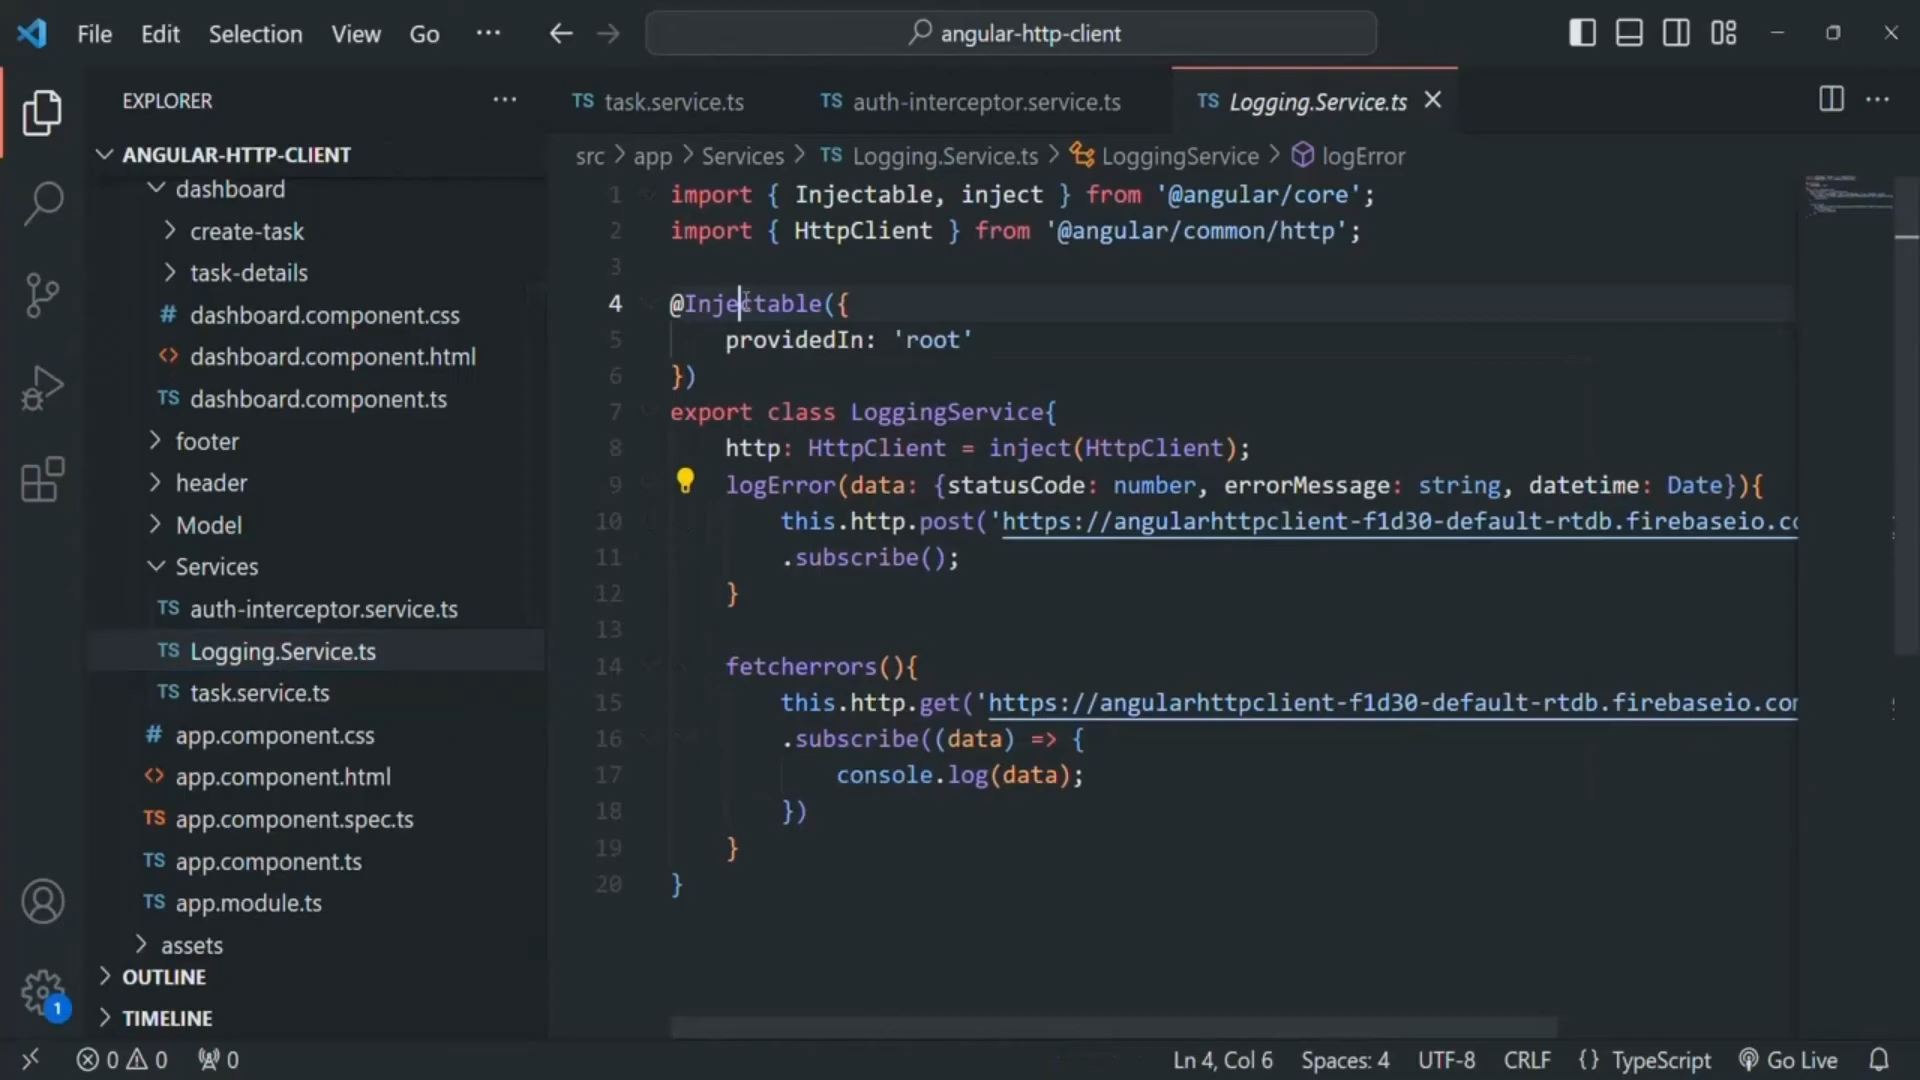 File Edit Selection View Go ··· angular-http-client
EXPLORER ···
ANGULAR-HTTP-CLIENT
dashboard
create-task
task-details
# dashboard.component.css
<> dashboard.component.html
TS dashboard.component.ts
footer
header
Model
Services
TS auth-interceptor.service.ts
TS Logging.Service.ts
TS task.service.ts
# app.component.css
<> app.component.html
TS app.component.spec.ts
TS app.component.ts
TS app.module.ts
assets
OUTLINE
TIMELINE
1
TS task.service.ts TS auth-interceptor.service.ts TS Logging.Service.ts
src > app > Services > TS Logging.Service.ts > LoggingService > logError
1 import { Injectable, inject } from '@angular/core';
2 import { HttpClient } from '@angular/common/http';
3
4 @Injectable({
5 providedIn: 'root'
6 })
7 export class LoggingService{
8 http: HttpClient = inject(HttpClient);
9 logError(data: {statusCode: number, errorMessage: string, datetime: Date}){
10 this.http.post('https://angularhttpclient-f1d30-default-rtdb.firebaseio.co
11 .subscribe();
12 }
13
14 fetcherrors(){
15 this.http.get('https://angularhttpclient-f1d30-default-rtdb.firebaseio.com
16 .subscribe((data) => {
17 console.log(data);
18 })
19 }
20 }
0 0 0 Ln 4, Col 6 Spaces: 4 UTF-8 CRLF {} TypeScript Go Live